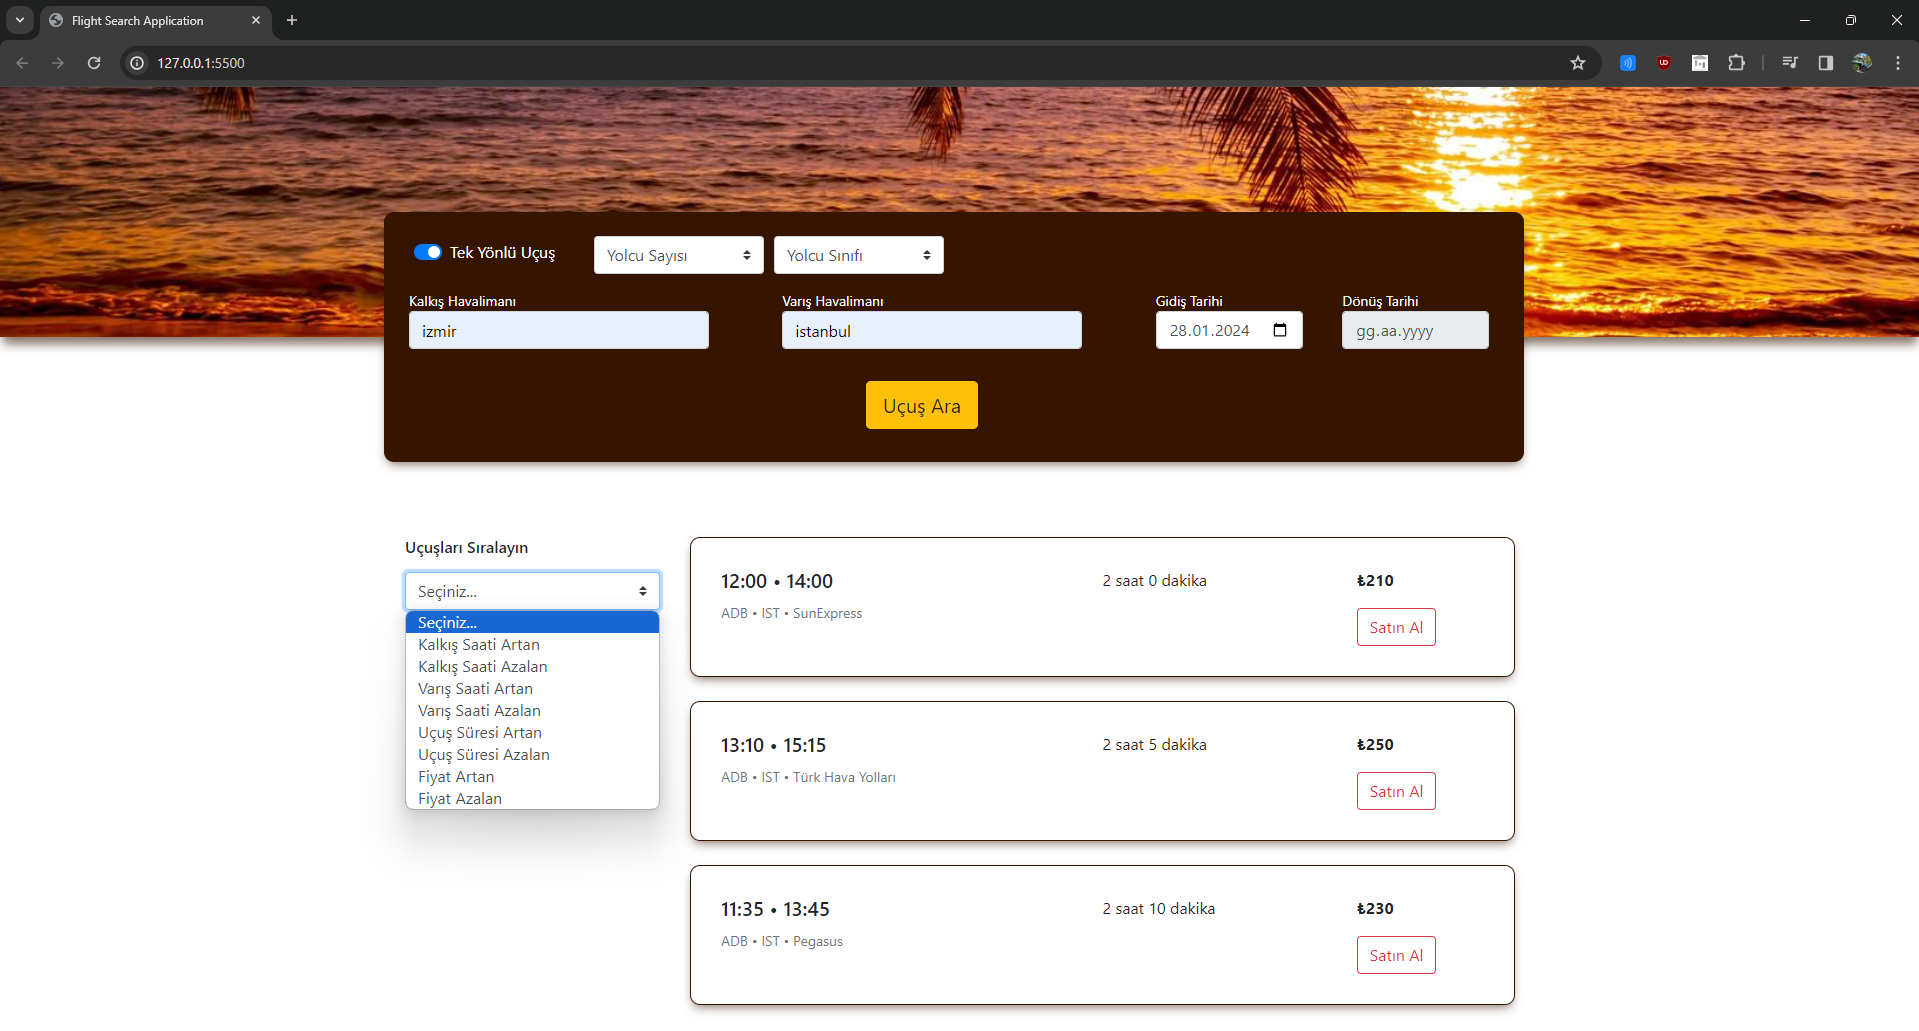 Flight Search Application
127.0.0.1:5500
Tek Yönlü Uçuş
Yolcu Sayısı
Yolcu Sınıfı
Kalkış Havalimanı
Varış Havalimanı
Gidiş Tarihi
Dönüş Tarihi
izmir
istanbul
28.01.2024
gg.aa.yyyy
Uçuş Ara
Uçuşları Sıralayın
Seçiniz...
Seçiniz...
Kalkış Saati Artan
Kalkış Saati Azalan
Varış Saati Artan
Varış Saati Azalan
Uçuş Süresi Artan
Uçuş Süresi Azalan
Fiyat Artan
Fiyat Azalan
12:00 • 14:00
2 saat 0 dakika
₺210
ADB • IST • SunExpress
Satın Al
13:10 • 15:15
2 saat 5 dakika
₺250
ADB • IST • Türk Hava Yolları
Satın Al
11:35 • 13:45
2 saat 10 dakika
₺230
ADB • IST • Pegasus
Satın Al